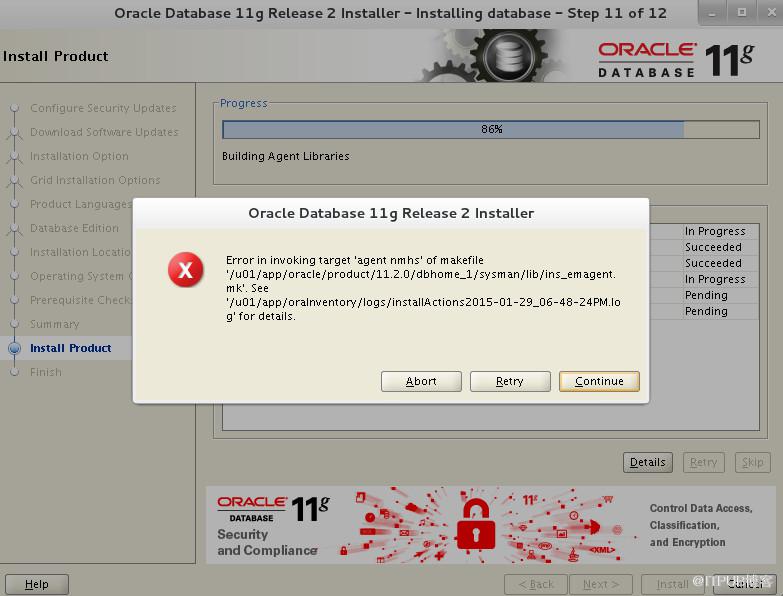 Oracle Database 11g Release 2 Installer - Installing database - Step 11 of 12
Install Product
ORACLE
DATABASE 11g
Configure Security Updates
Download Software Updates
Installation Option
Grid Installation Options
Product Languages
Database Edition
Installation Locatio
Operating System
Prerequisite Check
Summary
Install Product
Finish
Progress
86%
Building Agent Libraries
In Progress
Succeeded
Succeeded
In Progress
Pending
Pending
Oracle Database 11g Release 2 Installer
Error in invoking target 'agent nmhs' of makefile
'/u01/app/oracle/product/11.2.0/dbhome_1/sysman/lib/ins_emagent.
mk'. See
'/u01/app/oraInventory/logs/installActions2015-01-29_06-48-24PM.lo
g' for details.
Abort
Retry
Continue
Details
Retry
Skip
ORACLE
DATABASE 11g
Security
and Compliance
11g
<XML>
Control Data Access,
Classification,
and Encryption
Help
< Back
Next >
Install
@ITPUB博客